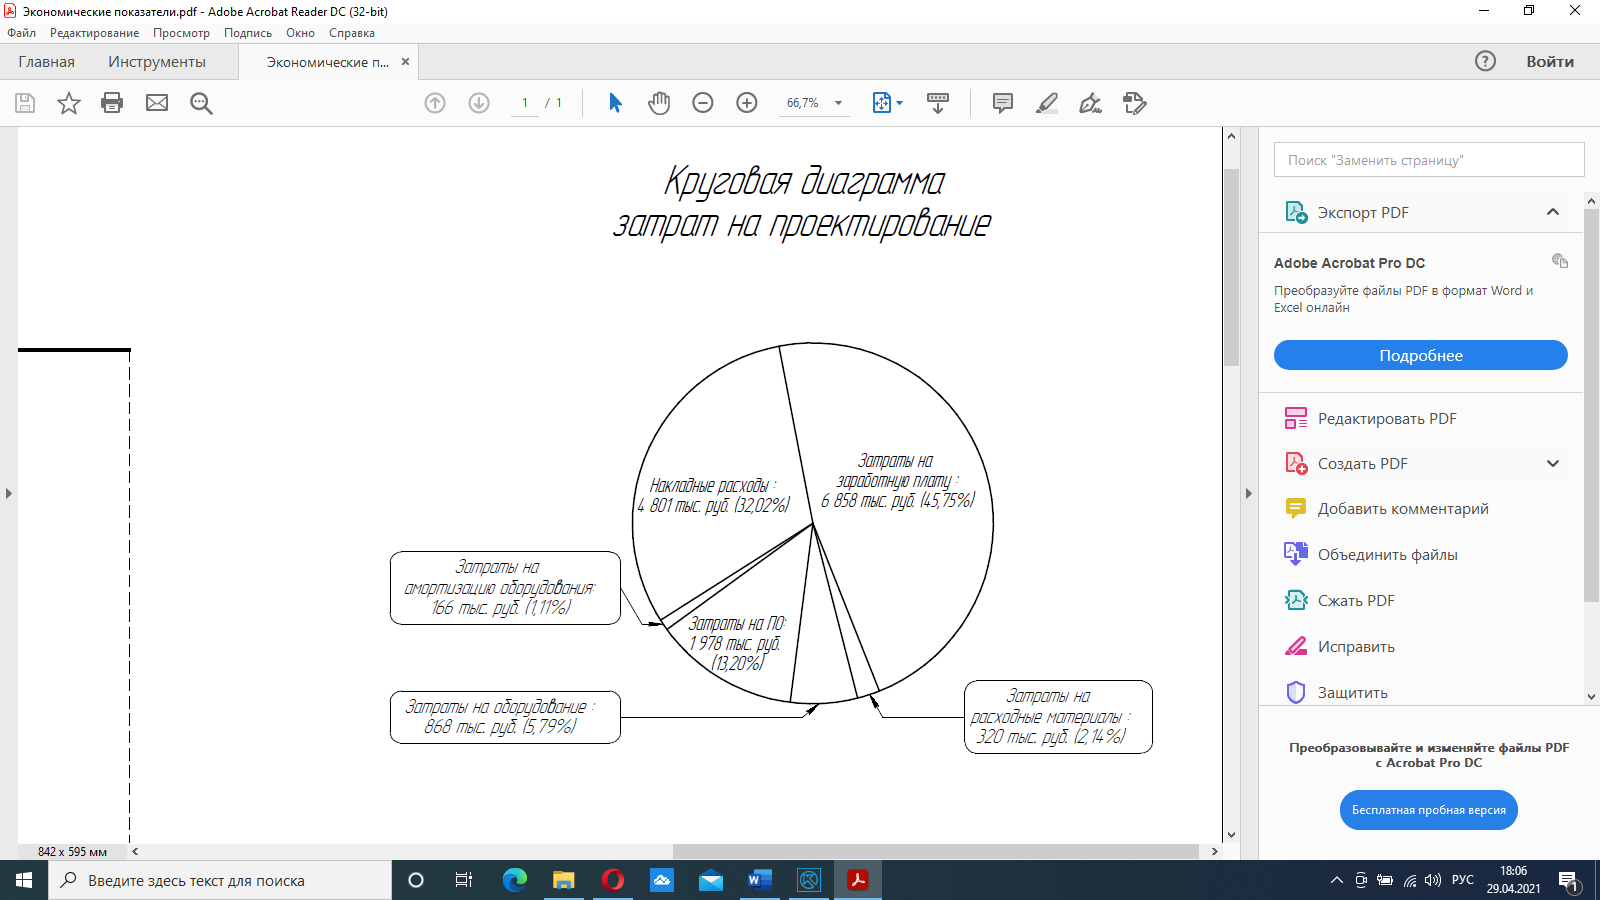 Экономические показатели.pdf - Adobe Acrobat Reader DC (32-bit)
Файл Редактирование Просмотр Подпись Окно Справка
Главная Инструменты Экономические п... × Войти
1 / 1 66,7%
Круговая диаграмма
затрат на проектирование
Накладные расходы :
4 801 тыс. руб. (32,02%)
Затраты на
заработную плату :
6 858 тыс. руб. (45,75%)
Затраты на
амортизацию оборудования:
166 тыс. руб. (1,11%)
Затраты на ПО:
1 978 тыс. руб.
(13,20%)
Затраты на оборудование :
868 тыс. руб. (5,79%)
Затраты на
расходные материалы :
320 тыс. руб. (2,14%)
842 x 595 мм
Поиск "Заменить страницу"
Экспорт PDF
Adobe Acrobat Pro DC
Преобразуйте файлы PDF в формат Word и
Excel онлайн
Подробнее
Редактировать PDF
Создать PDF
Добавить комментарий
Объединить файлы
Сжать PDF
Исправить
Защитить
Преобразовывайте и изменяйте файлы PDF
с Acrobat Pro DC
Бесплатная пробная версия
Введите здесь текст для поиска
РУС
18:06
29.04.2021
1